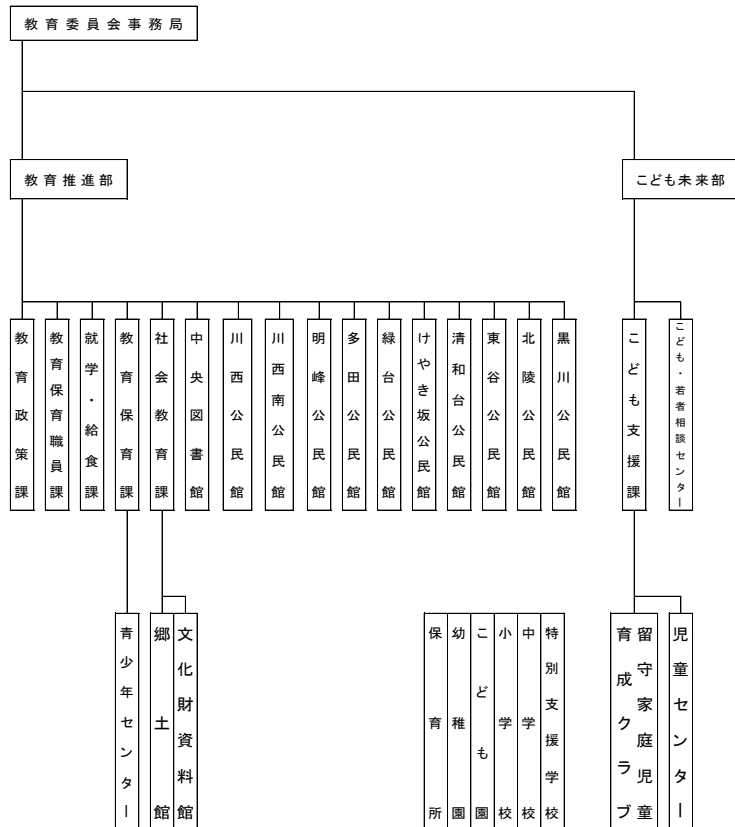 教育委員会事務局
教育推進部
こども未来部
教育政策課
教育保育職員課
就学・給食課
教育保育課
社会教育課
中央図書館
川西公民館
川西南公民館
明峰公民館
多田公民館
緑台公民館
けやき坂公民館
清和台公民館
東谷公民館
北陵公民館
黒川公民館
こども支援課
こども・若者相談センター
青少年センター
郷土館
文化財資料館
保育所
幼稚園
こども園
小学校
中学校
特別支援学校
留守家庭児童
育成クラブ
児童センター